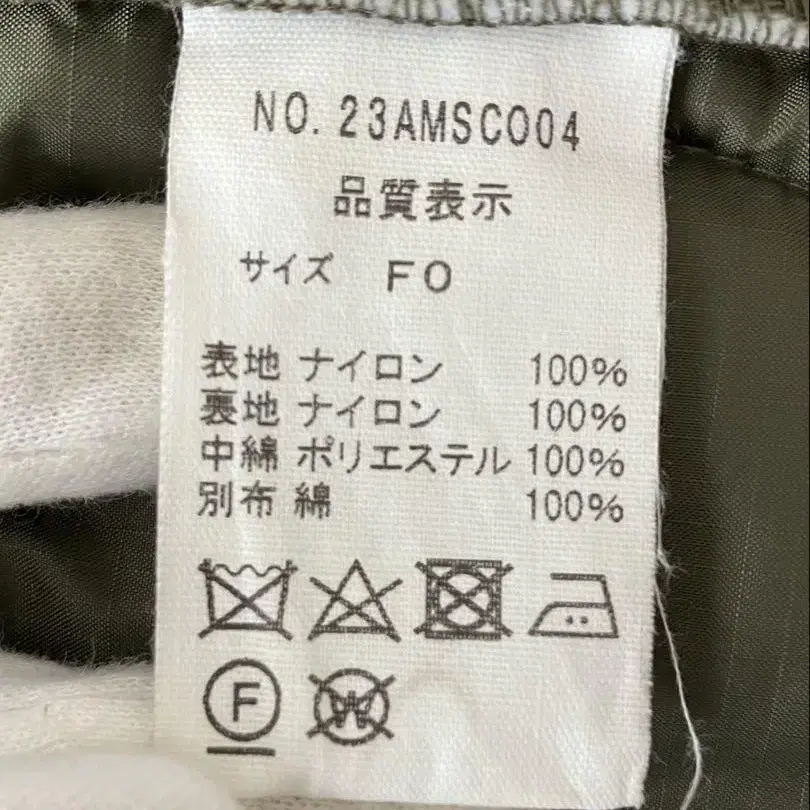 NO. 23AMSCO04
品質表示
サイズ FO
表地 ナイロン 100%
裏地 ナイロン 100%
中綿 ポリエステル 100%
別布 綿 100%
F
W